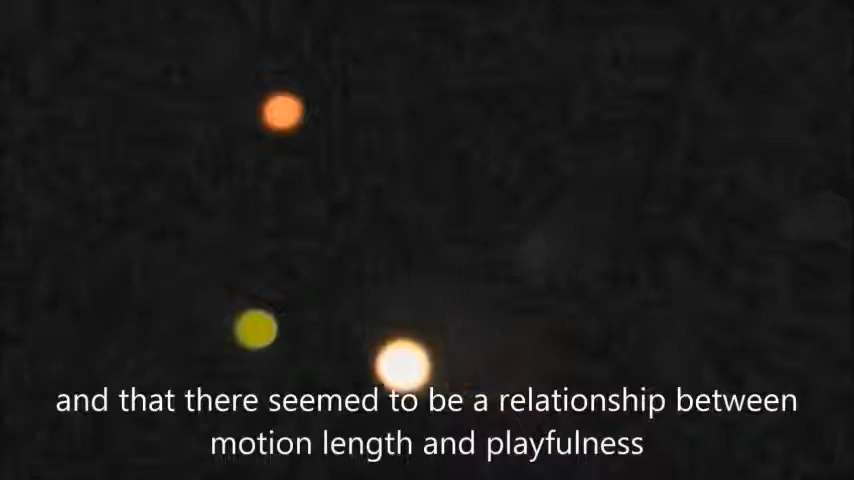 and that there seemed to be a relationship between
motion length and playfulness